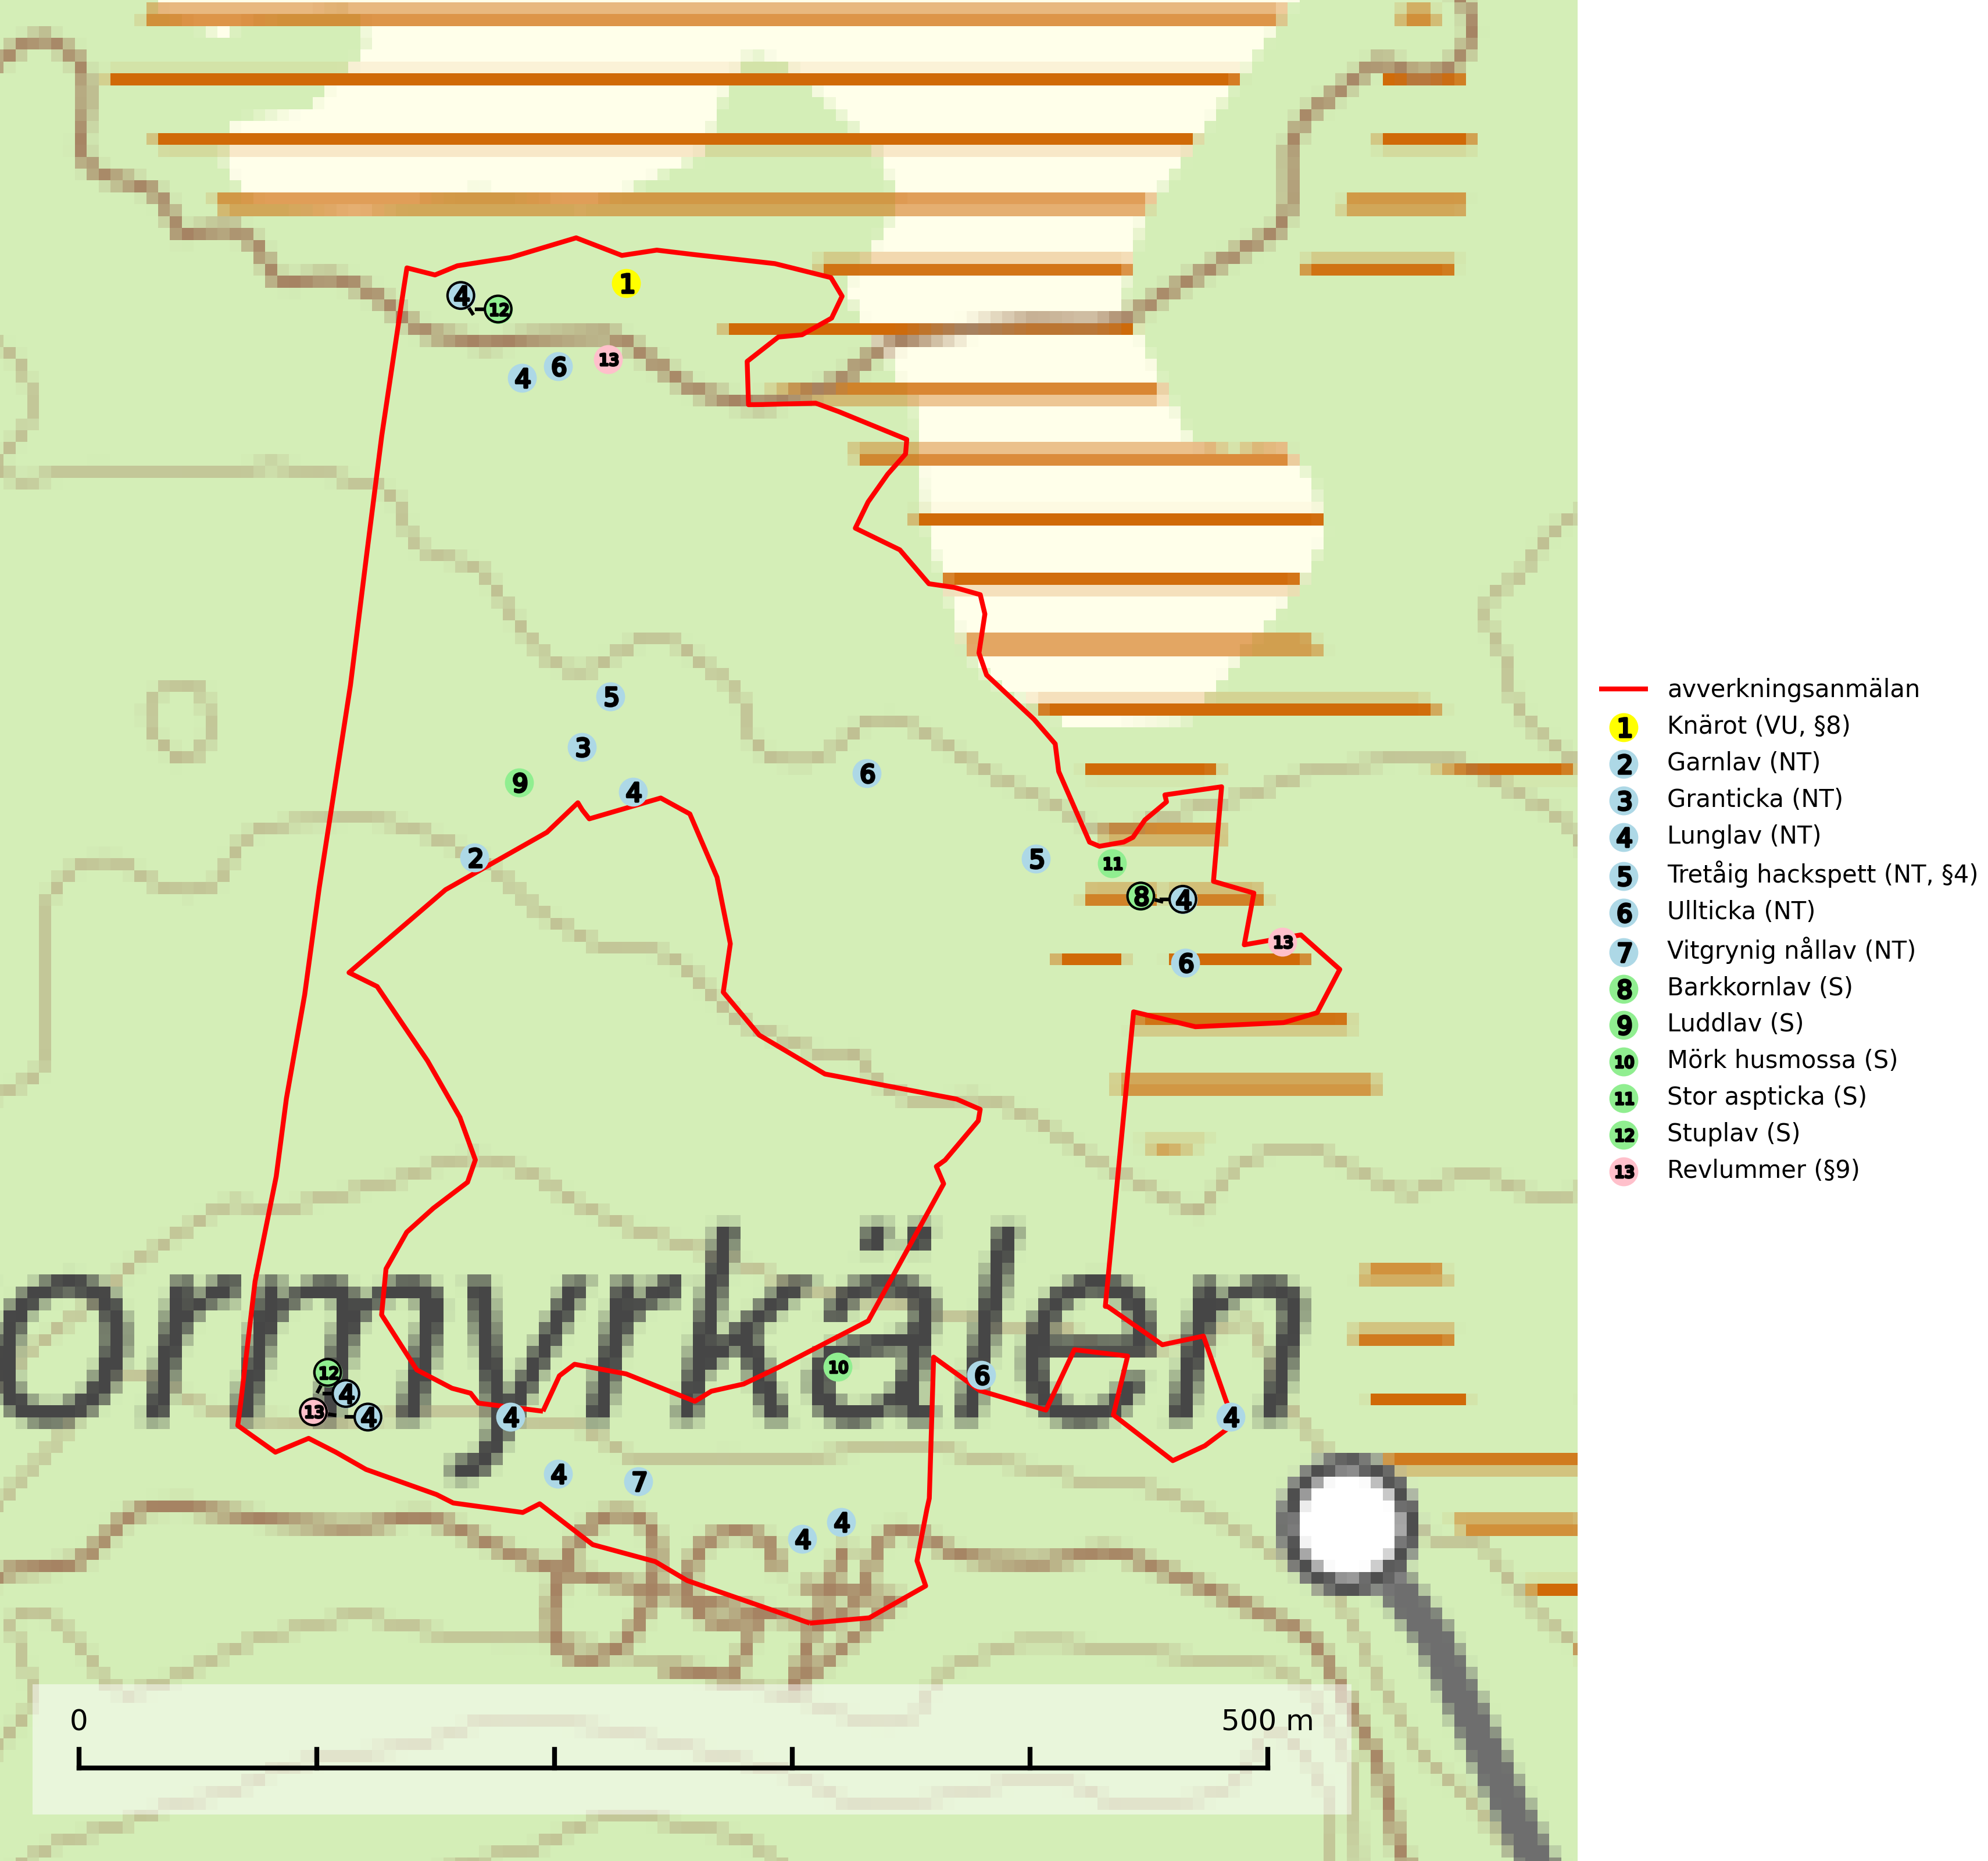 1
4
12
13
6
4
5
3
6
9
4
2
5
11
8
4
13
6
ormyrkälen
12
10
6
4
13
4
4
4
4
7
4
4
0
500 m
avverkningsanmälan
1 Knärot (VU, §8)
2 Garnlav (NT)
3 Granticka (NT)
4 Lunglav (NT)
5 Tretåig hackspett (NT, §4)
6 Ullticka (NT)
7 Vitgrynig nållav (NT)
8 Barkkornlav (S)
9 Luddlav (S)
10 Mörk husmossa (S)
11 Stor aspticka (S)
12 Stuplav (S)
13 Revlummer (§9)